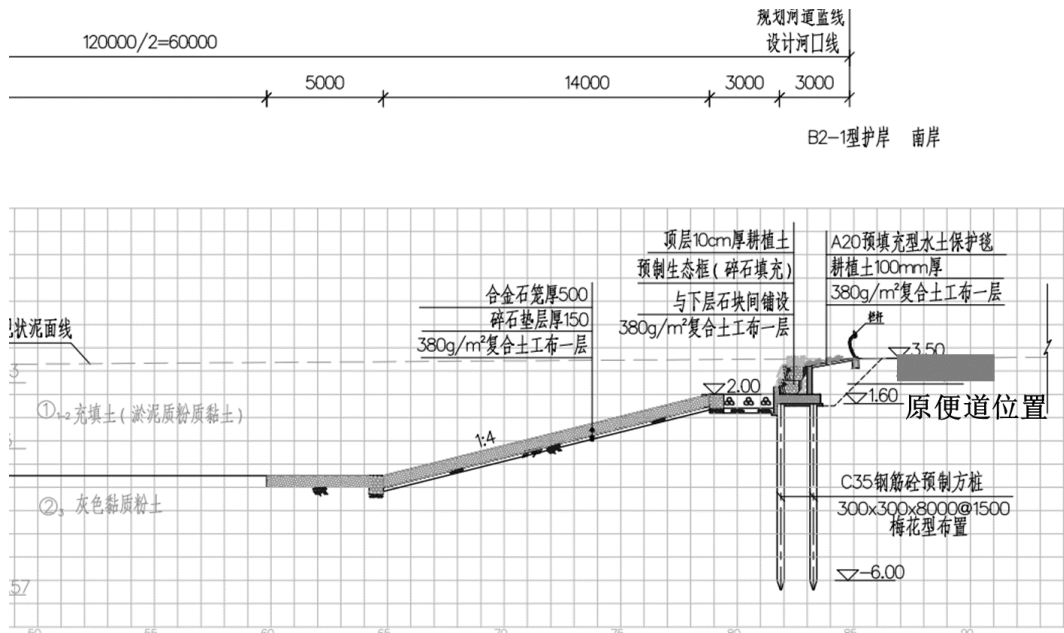 规划河道蓝线
120000/2=60000
设计河口线
5000
14000
3000
3000
B2-1型护岸 南岸
顶层10cm厚耕植土
预制生态框(碎石填充)
与下层石块间铺设
380g/m²复合土工布一层
A20预填充型水土保护毯
耕植土100mm厚
380g/m²复合土工布一层
合金石笼厚500
碎石垫层厚150
380g/m²复合土工布一层
栏杆
状泥面线
3.50
2.00
1.60
原便道位置
①₁₋₂充填土(淤泥质粉质黏土)
1:4
②₃ 灰色黏质粉土
C35钢筋砼预制方桩
300x300x8000@1500
梅花型布置
-6.00
57
50
55
60
65
70
75
80
85
90